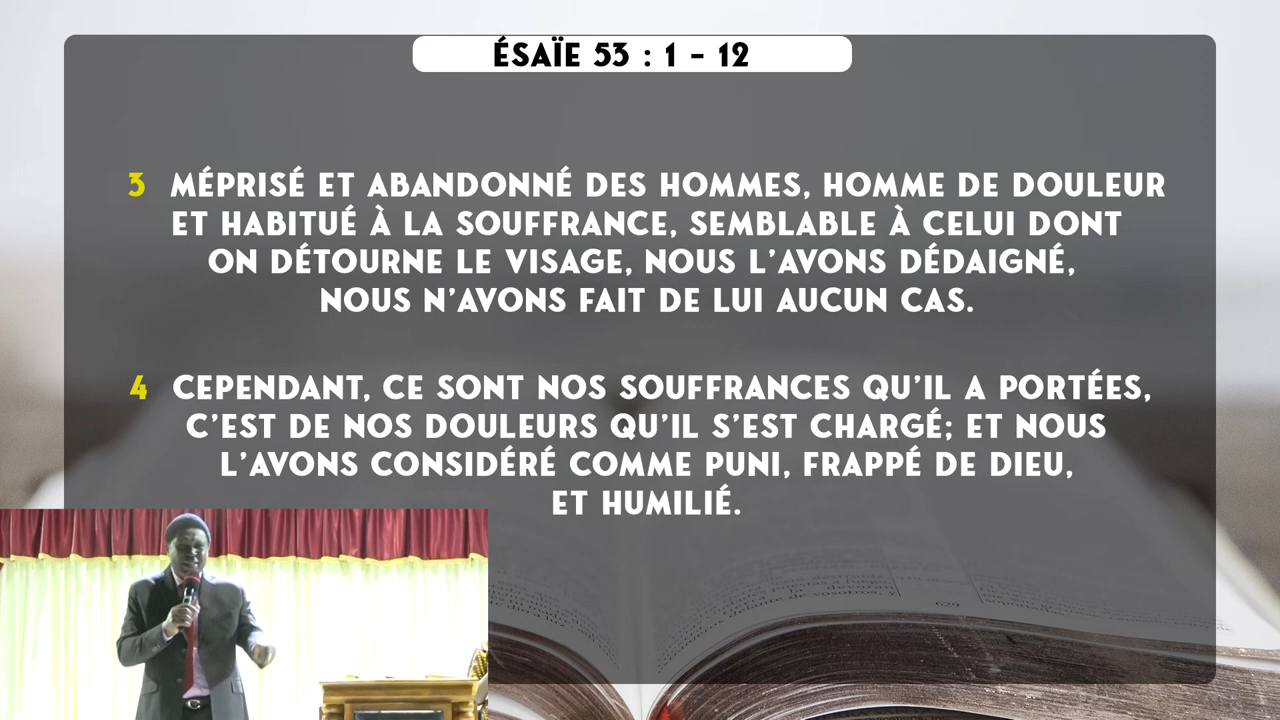 ÉSAÏE 53 : 1 – 12
3 MÉPRISÉ ET ABANDONNÉ DES HOMMES, HOMME DE DOULEUR
ET HABITUÉ À LA SOUFFRANCE, SEMBLABLE À CELUI DONT
ON DÉTOURNE LE VISAGE, NOUS L'AVONS DÉDAIGNÉ,
NOUS N'AVONS FAIT DE LUI AUCUN CAS.
4 CEPENDANT, CE SONT NOS SOUFFRANCES QU'IL A PORTÉES,
C'EST DE NOS DOULEURS QU'IL S'EST CHARGÉ; ET NOUS
L'AVONS CONSIDÉRÉ COMME PUNI, FRAPPÉ DE DIEU,
ET HUMILIÉ.
629